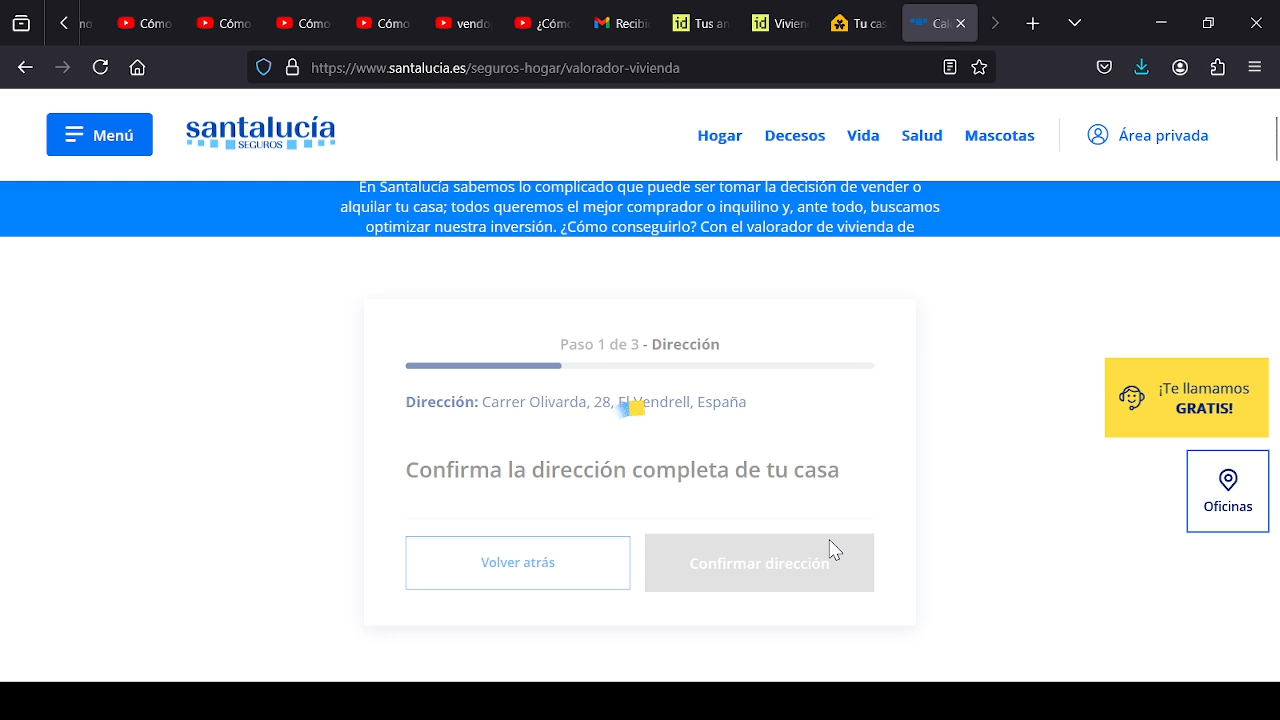 Cómo
Cómo
Cómo
Cómo
vende
¿Cóm
Recibi
Tus an
Vivien
Tu cas
Cal
https://www.santalucia.es/seguros-hogar/valorador-vivienda
Menú
santalucía
SEGUROS
Hogar
Decesos
Vida
Salud
Mascotas
Área privada
En Santalucía sabemos lo complicado que puede ser tomar la decisión de vender o
alquilar tu casa; todos queremos el mejor comprador o inquilino y, ante todo, buscamos
optimizar nuestra inversión. ¿Cómo conseguirlo? Con el valorador de vivienda de
Paso 1 de 3 - Dirección
Dirección: Carrer Olivarda, 28, El Vendrell, España
Confirma la dirección completa de tu casa
Volver atrás
Confirmar dirección
¡Te llamamos
GRATIS!
Oficinas